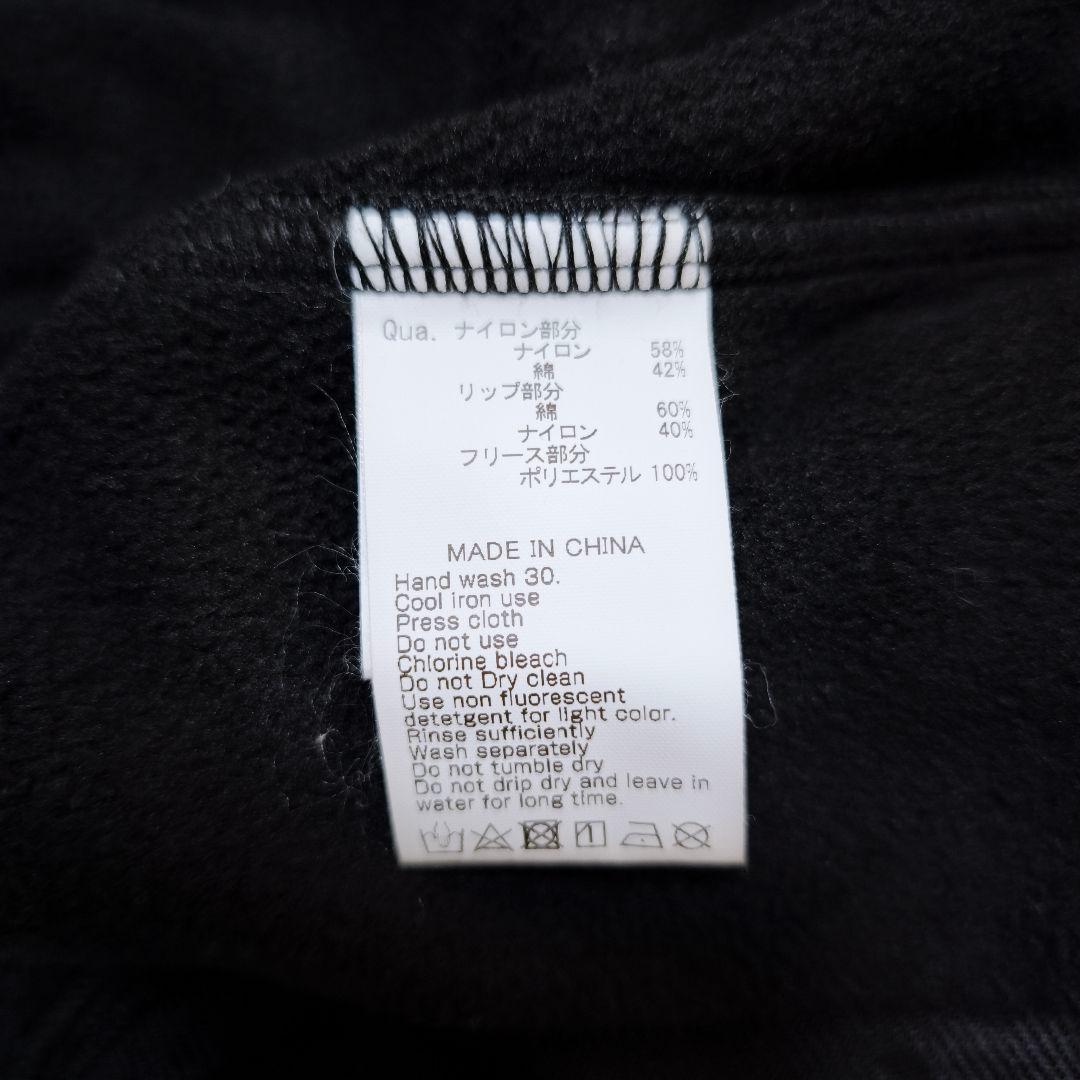 Qua. ナイロン部分
ナイロン 58%
綿 42%
リップ部分
綿 60%
ナイロン 40%
フリース部分
ポリエステル 100%
MADE IN CHINA
Hand wash 30.
Cool iron use
Press cloth
Do not use
Chlorine bleach
Do not Dry clean
Use non fluorescent
detetgent for light color.
Rinse sufficiently
Wash separately
Do not tumble dry
Do not drip dry and leave in
water for long time.